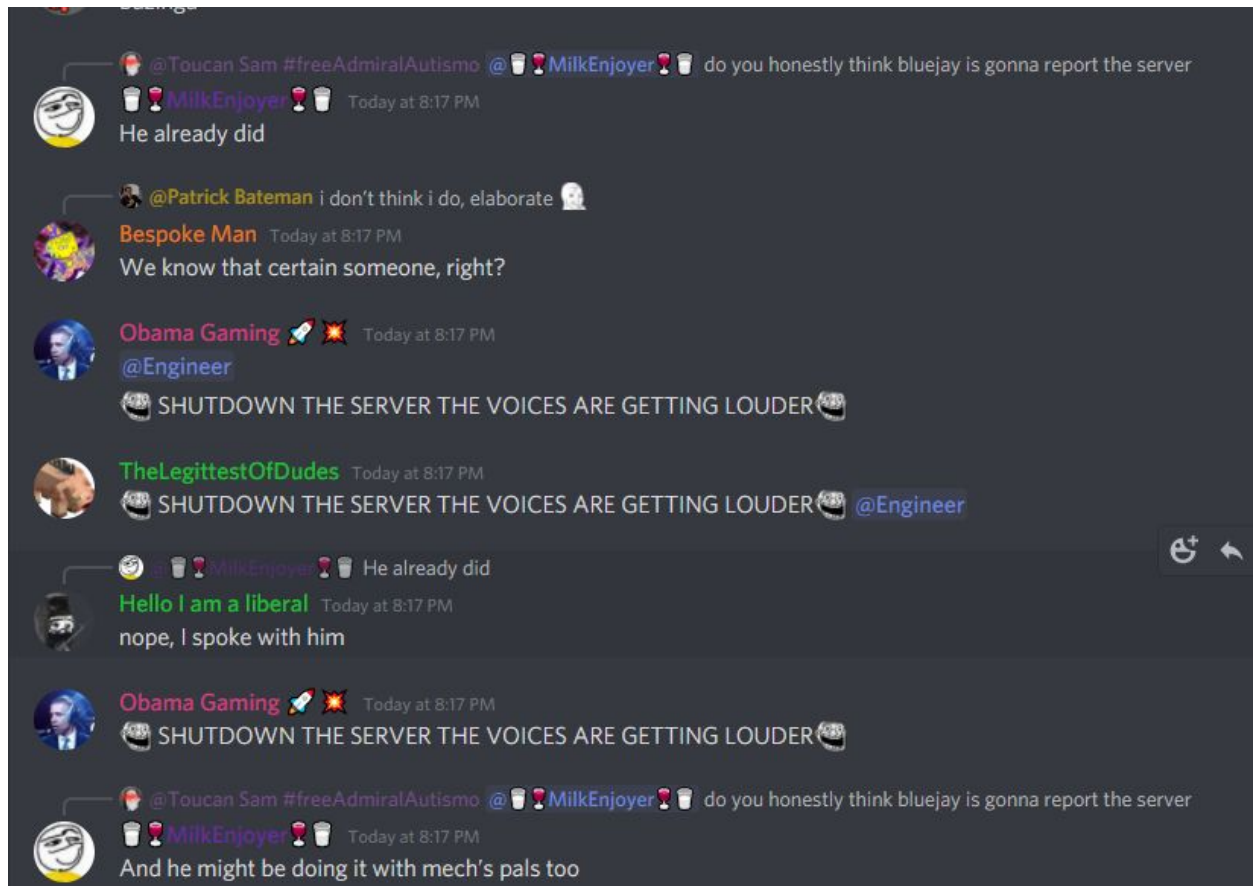 @Toucan Sam #freeAdmiralAutismo @🥛🍷MilkEnjoyer🍷🥛 do you honestly think bluejay is gonna report the server
🥛🍷MilkEnjoyer🍷🥛 Today at 8:17 PM
He already did
@Patrick Bateman i don't think i do, elaborate
Bespoke Man Today at 8:17 PM
We know that certain someone, right?
Obama Gaming 🚀💥 Today at 8:17 PM
@Engineer
SHUTDOWN THE SERVER THE VOICES ARE GETTING LOUDER
TheLegittestOfDudes Today at 8:17 PM
SHUTDOWN THE SERVER THE VOICES ARE GETTING LOUDER @Engineer
@🥛🍷MilkEnjoyer🍷🥛 He already did
Hello I am a liberal Today at 8:17 PM
nope, I spoke with him
Obama Gaming 🚀💥 Today at 8:17 PM
SHUTDOWN THE SERVER THE VOICES ARE GETTING LOUDER
@Toucan Sam #freeAdmiralAutismo @🥛🍷MilkEnjoyer🍷🥛 do you honestly think bluejay is gonna report the server
🥛🍷MilkEnjoyer🍷🥛 Today at 8:17 PM
And he might be doing it with mech's pals too